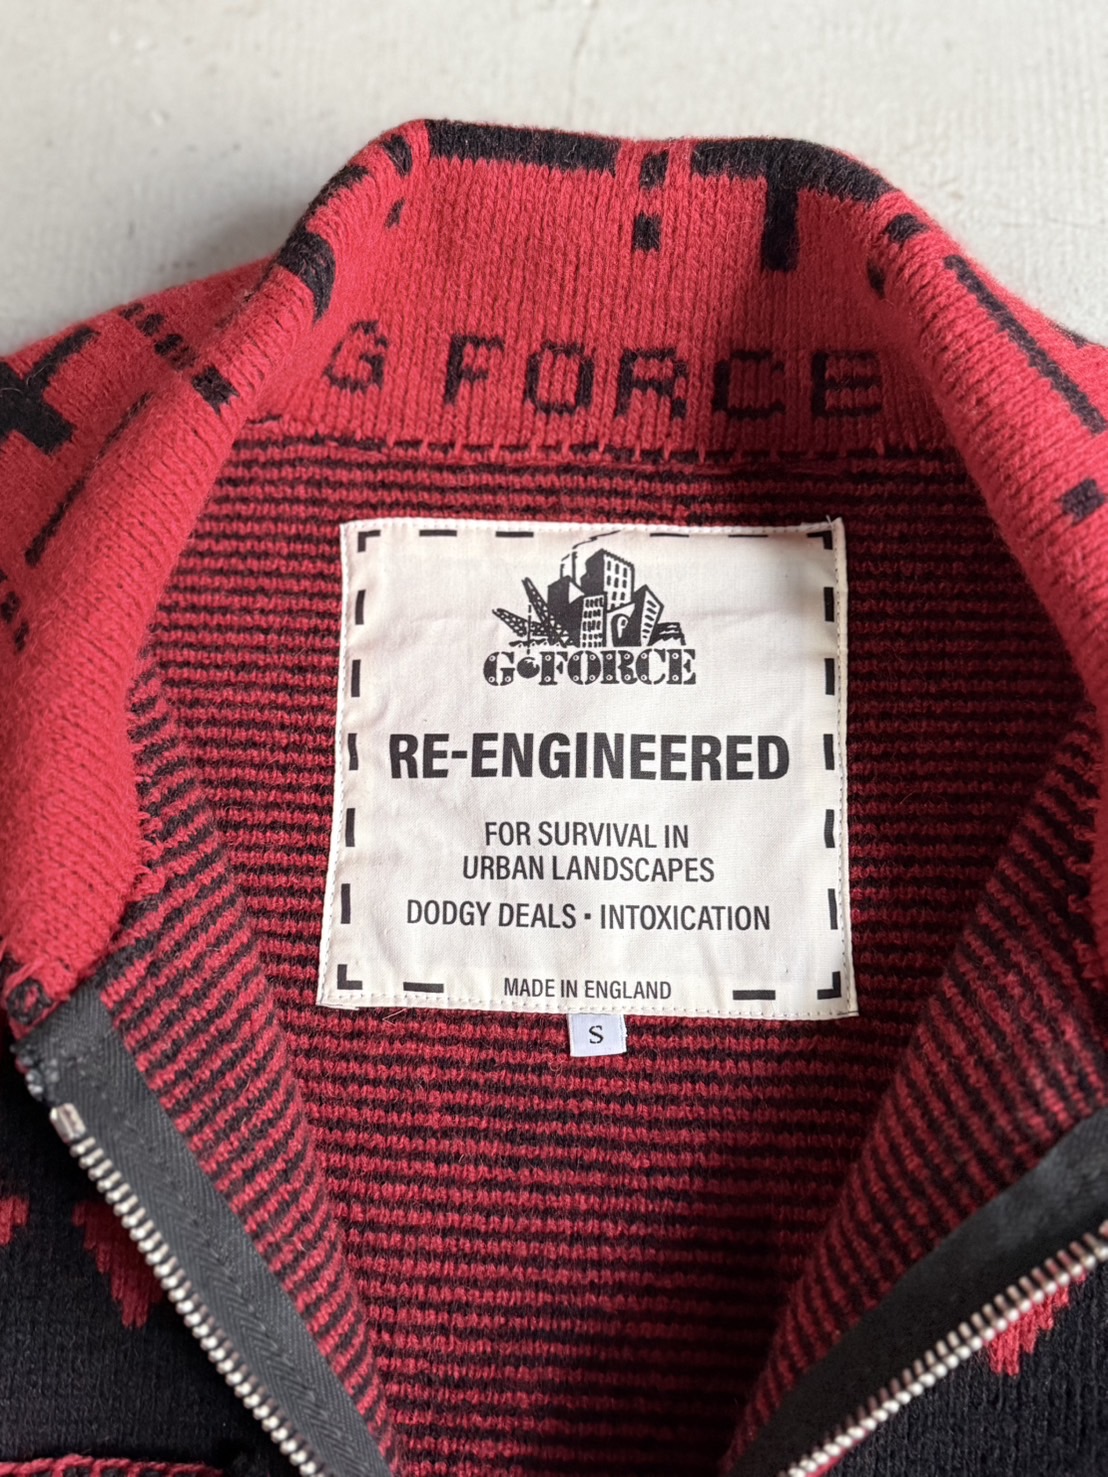 G FORCE
G-FORCE
RE-ENGINEERED
FOR SURVIVAL IN
URBAN LANDSCAPES
DODGY DEALS · INTOXICATION
MADE IN ENGLAND
S